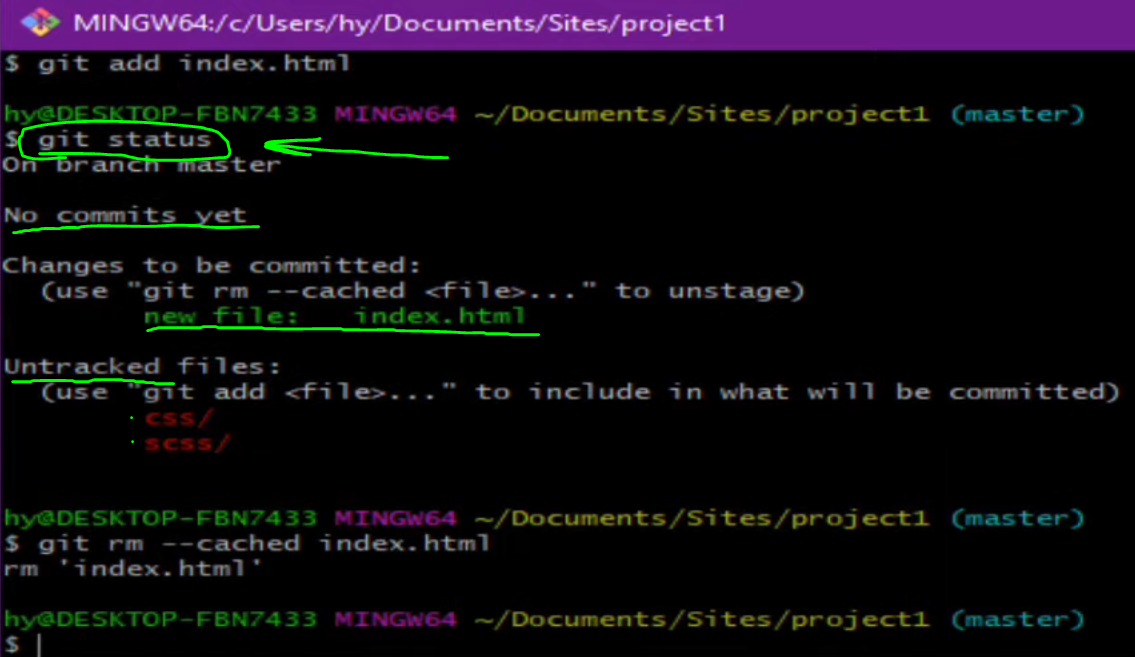 MINGW64:/c/Users/hy/Documents/Sites/project1
$ git add index.html
hy@DESKTOP-FBN7433 MINGW64 ~/Documents/Sites/project1 (master)
$ git status
On branch master
No commits yet
Changes to be committed:
(use "git rm --cached <file>..." to unstage)
new file:   index.html
Untracked files:
(use "git add <file>..." to include in what will be committed)
css/
scss/
hy@DESKTOP-FBN7433 MINGW64 ~/Documents/Sites/project1 (master)
$ git rm --cached index.html
rm 'index.html'
hy@DESKTOP-FBN7433 MINGW64 ~/Documents/Sites/project1 (master)
$